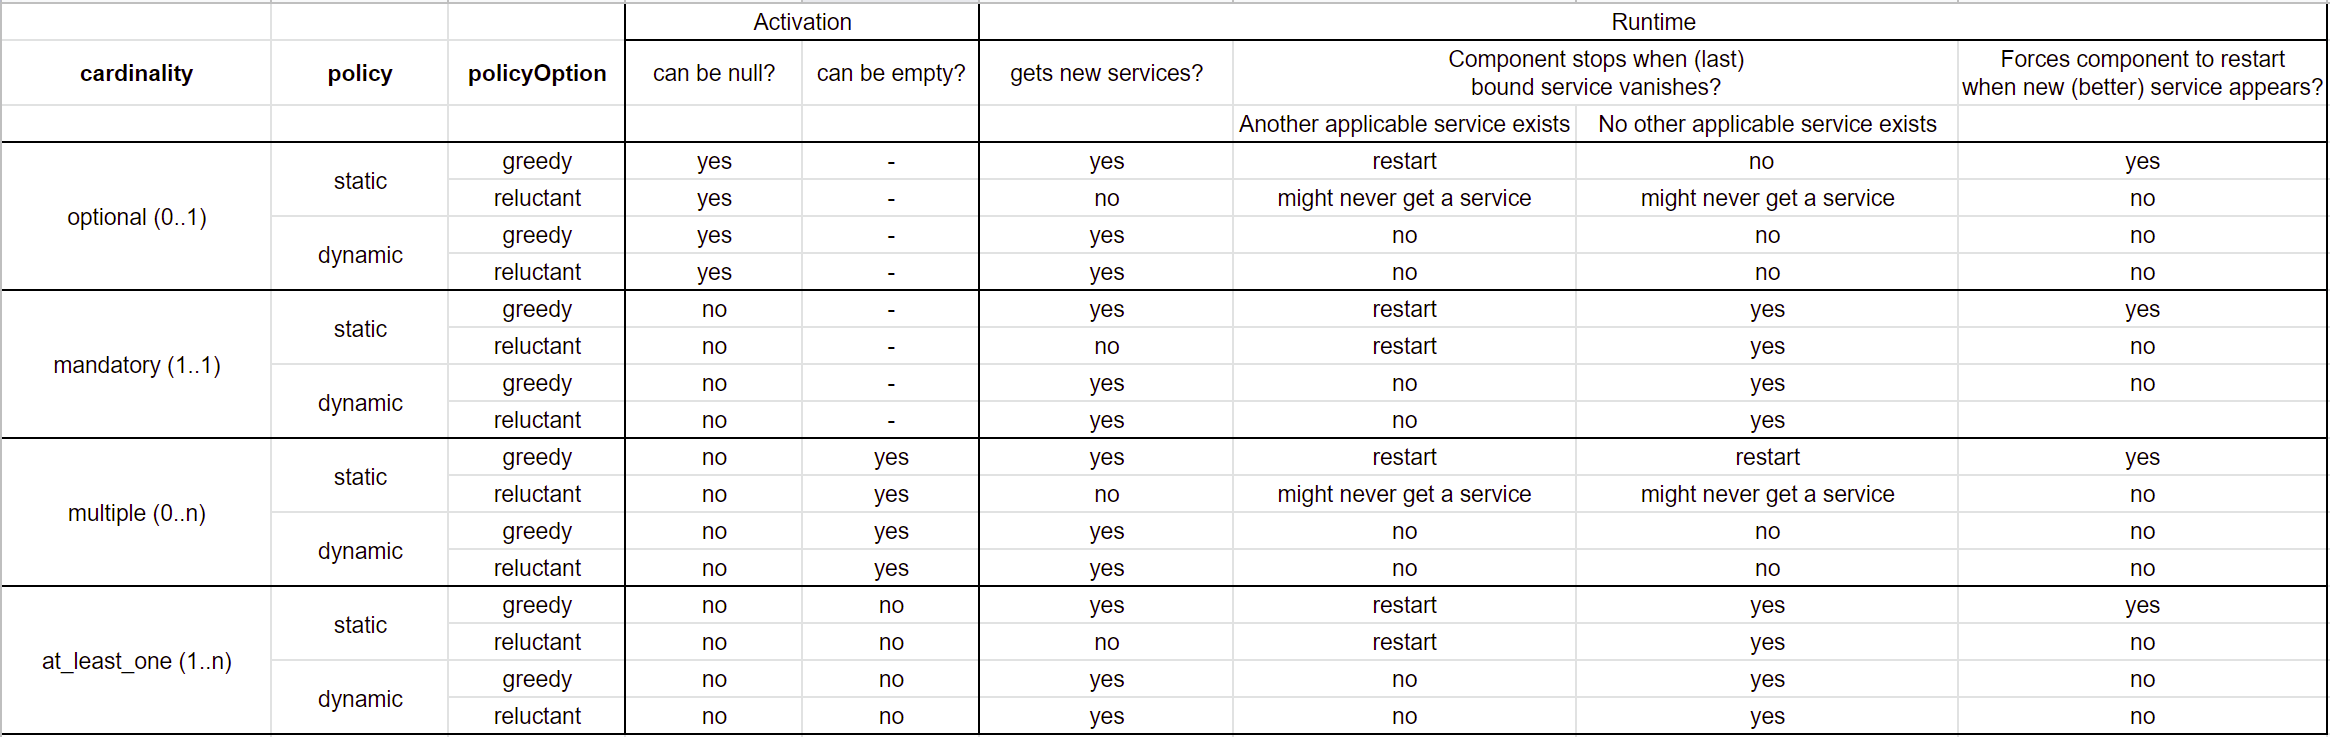 Activation Runtime
cardinality policy policyOption can be null? can be empty? gets new services? Component stops when (last) Forces component to restart
bound service vanishes? when new (better) service appears?
Another applicable service exists No other applicable service exists
optional (0..1) static greedy yes - yes restart no yes
reluctant yes - no might never get a service might never get a service no
dynamic greedy yes - yes no no no
reluctant yes - yes no no no
mandatory (1..1) static greedy no - yes restart yes yes
reluctant no - no restart yes no
dynamic greedy no - yes no yes no
reluctant no - yes no yes
multiple (0..n) static greedy no yes yes restart restart yes
reluctant no yes no might never get a service might never get a service no
dynamic greedy no yes yes no no no
reluctant no yes yes no no no
at_least_one (1..n) static greedy no no yes restart yes yes
reluctant no no no restart yes no
dynamic greedy no no yes no yes no
reluctant no no yes no yes no